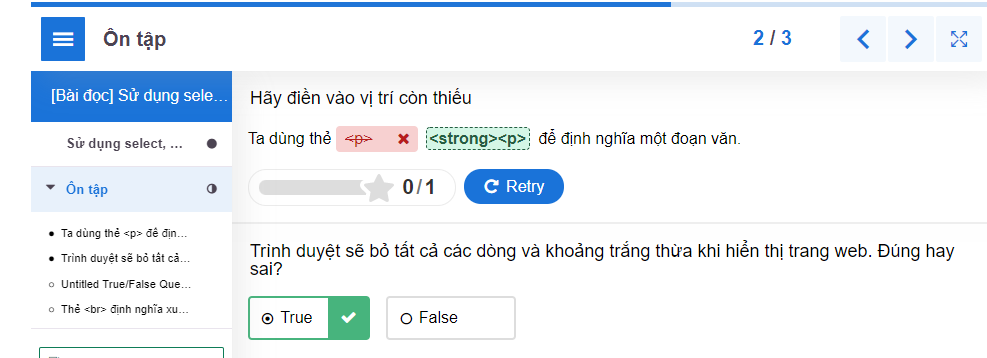 Ôn tập
2 / 3
[Bài đọc] Sử dụng sele...
Sử dụng select, ...
Ôn tập
Ta dùng thẻ <p> để địn...
Trình duyệt sẽ bỏ tất cả...
Untitled True/False Que...
Thẻ <br> định nghĩa xu...
Hãy điền vào vị trí còn thiếu
Ta dùng thẻ <p> <strong><p> để định nghĩa một đoạn văn.
0/1 Retry
Trình duyệt sẽ bỏ tất cả các dòng và khoảng trắng thừa khi hiển thị trang web. Đúng hay
sai?
True False